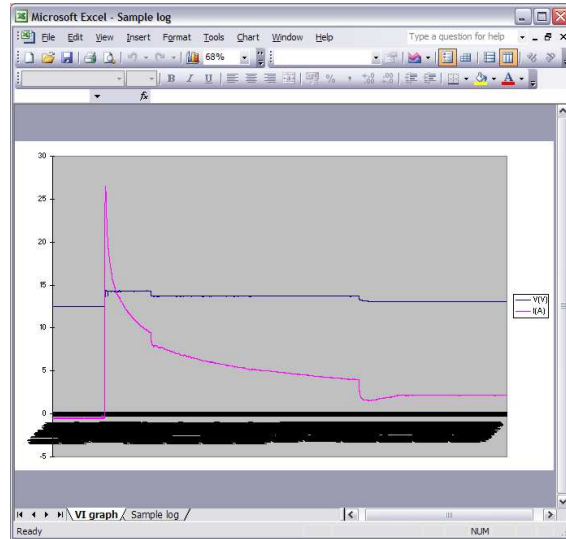 Microsoft Excel - Sample log
File Edit View Insert Format Tools Chart Window Help Type a question for help
68%
B I U
fx
30
25
20
15
10
5
0
-5
V(V)
I(A)
VI graph Sample log
Ready NUM